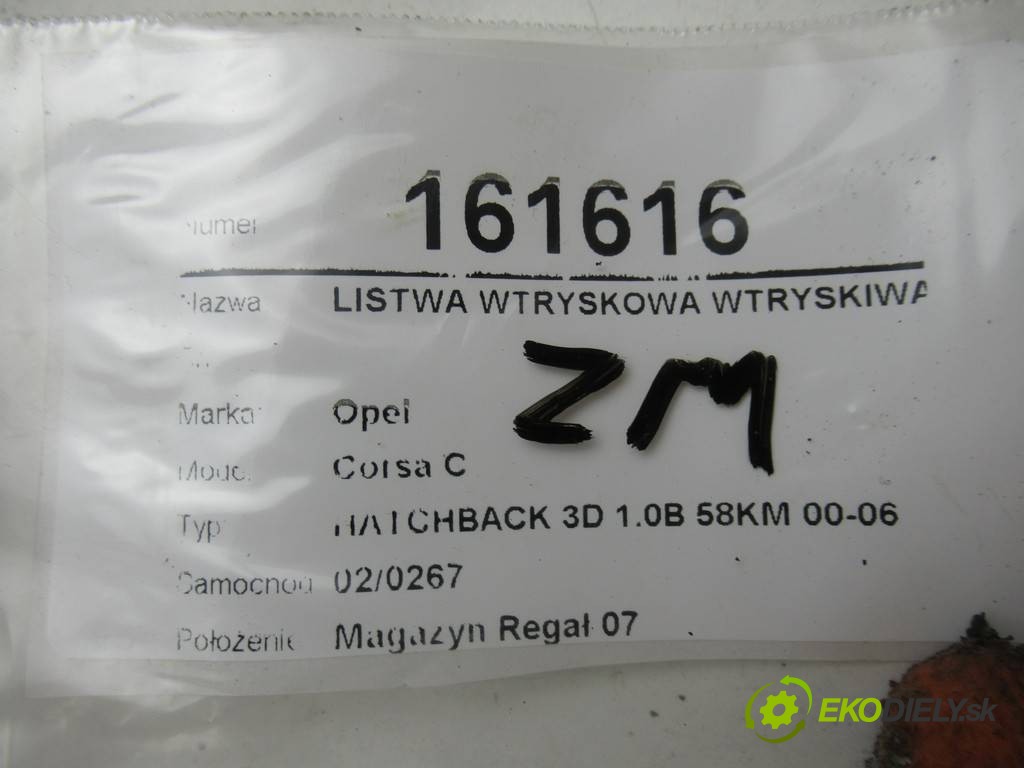 Numer 161616
Nazwa LISTWA WTRYSKOWA WTRYSKIWA
ZM
Marka Opel
Model Corsa C
Typ HATCHBACK 3D 1.0B 58KM 00-06
Samochód 02/0267
Położenie Magazyn Regał 07
EKODIELY.sk